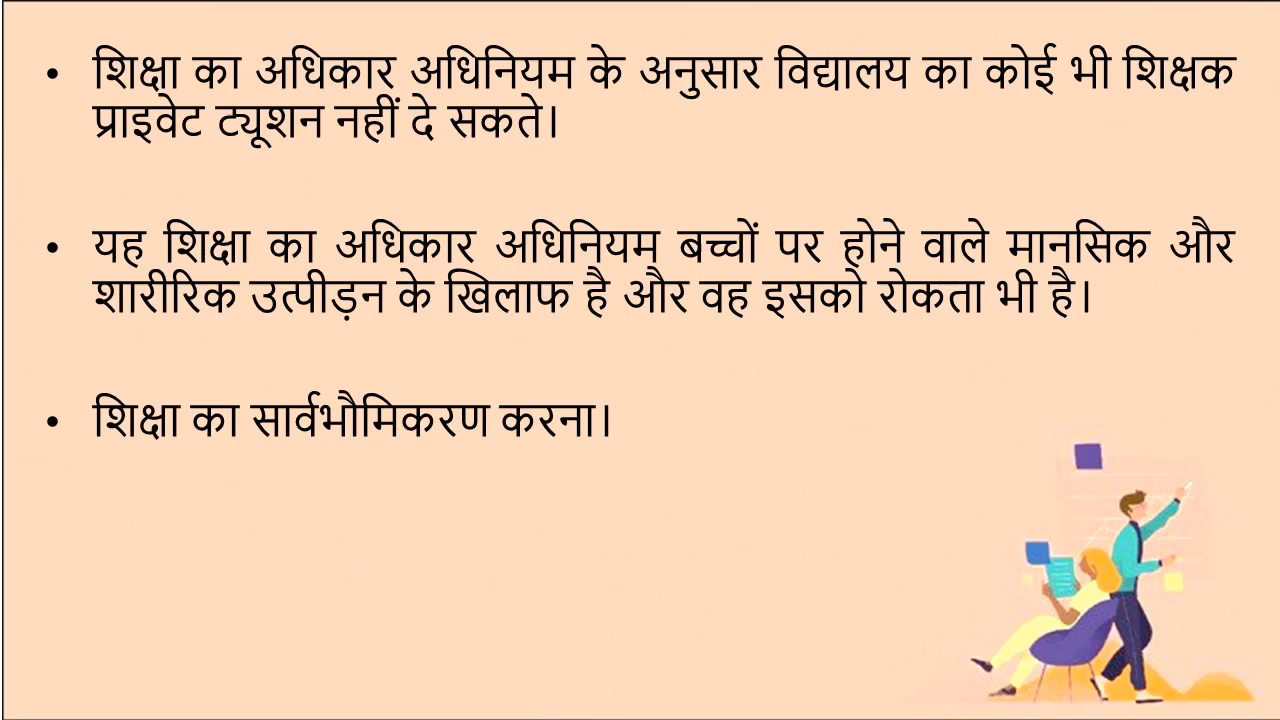 • शिक्षा का अधिकार अधिनियम के अनुसार विद्यालय का कोई भी शिक्षक
प्राइवेट ट्यूशन नहीं दे सकते।
• यह शिक्षा का अधिकार अधिनियम बच्चों पर होने वाले मानसिक और
शारीरिक उत्पीड़न के खिलाफ है और वह इसको रोकता भी है।
• शिक्षा का सार्वभौमिकरण करना।